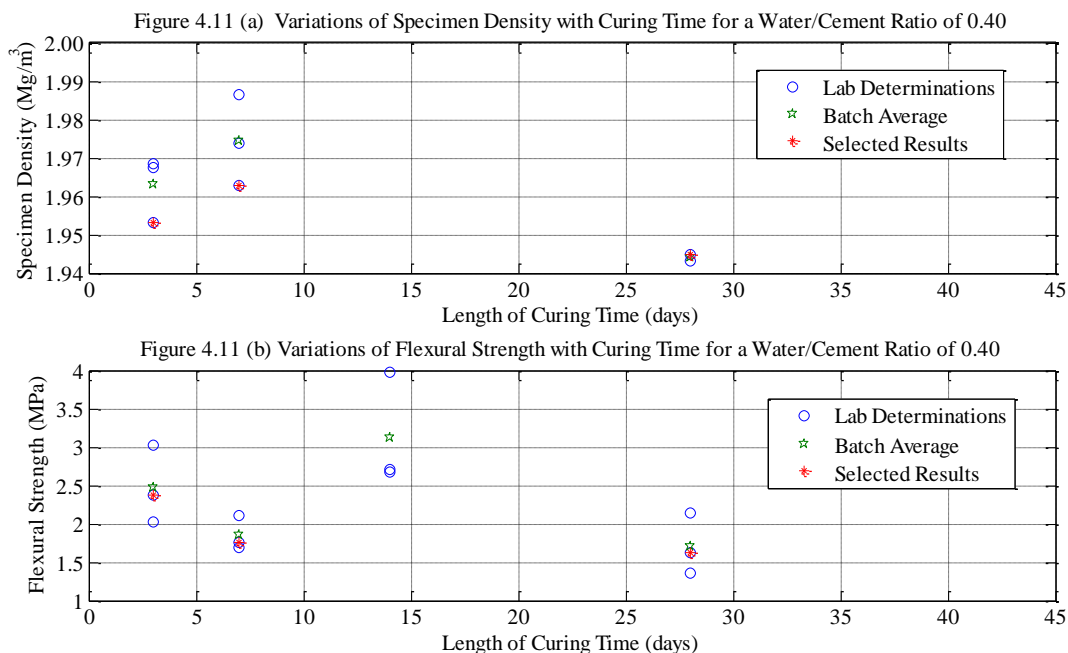 Figure 4.11 (a) Variations of Specimen Density with Curing Time for a Water/Cement Ratio of 0.40
2.00
1.99
1.98
1.97
1.96
1.95
1.94
Specimen Density (Mg/m³)
Lab Determinations
Batch Average
Selected Results
0 5 10 15 20 25 30 35 40 45
Length of Curing Time (days)
Figure 4.11 (b) Variations of Flexural Strength with Curing Time for a Water/Cement Ratio of 0.40
4
3.5
3
2.5
2
1.5
1
Flexural Strength (MPa)
Lab Determinations
Batch Average
Selected Results
0 5 10 15 20 25 30 35 40 45
Length of Curing Time (days)